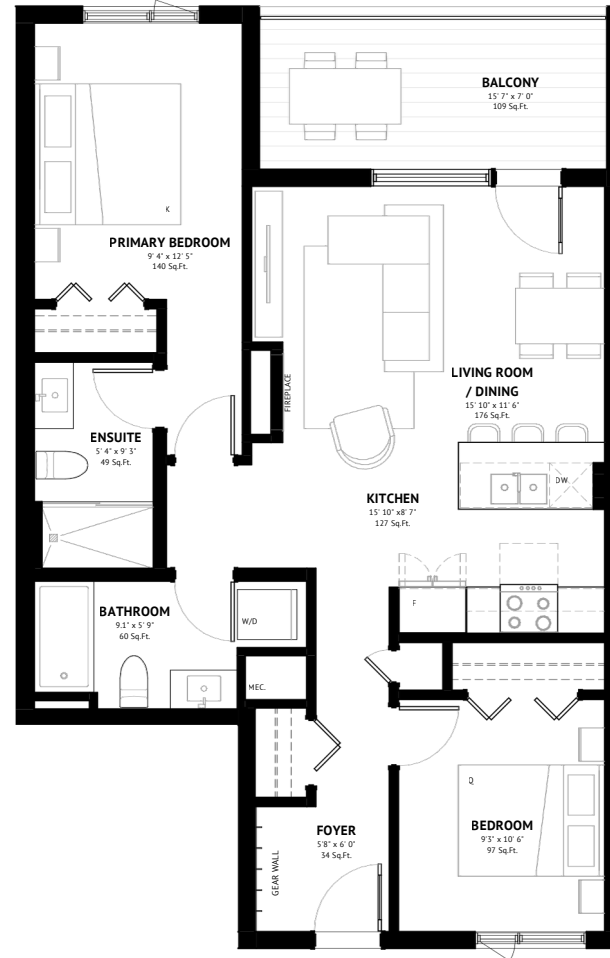 BALCONY
15' 7" x 7' 0"
109 Sq.Ft.
K
PRIMARY BEDROOM
9' 4" x 12' 5"
140 Sq.Ft.
FIREPLACE
LIVING ROOM
/ DINING
15' 10" x 11' 6"
176 Sq.Ft.
ENSUITE
5' 4" x 9' 3"
49 Sq.Ft.
DW
KITCHEN
15' 10" x8' 7"
127 Sq.Ft.
BATHROOM
9.1" x 5' 9"
60 Sq.Ft.
W/D
F
MEC.
Q
BEDROOM
9'3" x 10' 6"
97 Sq.Ft.
FOYER
5'8" x 6' 0"
34 Sq.Ft.
GEAR WALL